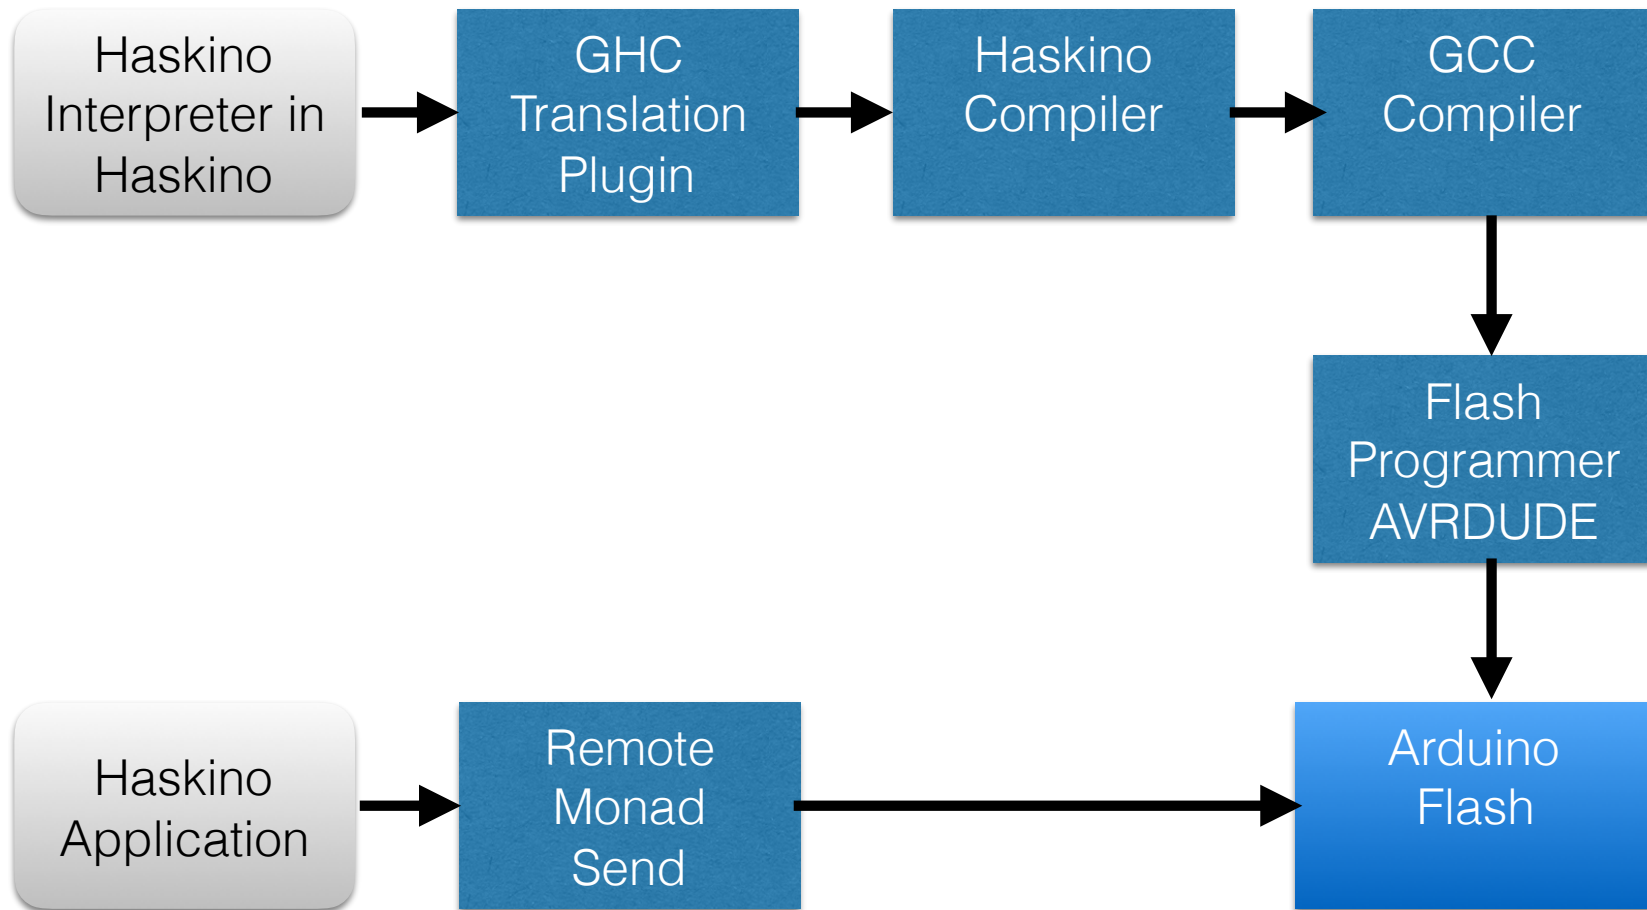 Haskino
Interpreter in
Haskino
GHC
Translation
Plugin
Haskino
Compiler
GCC
Compiler
Flash
Programmer
AVRDUDE
Haskino
Application
Remote
Monad
Send
Arduino
Flash